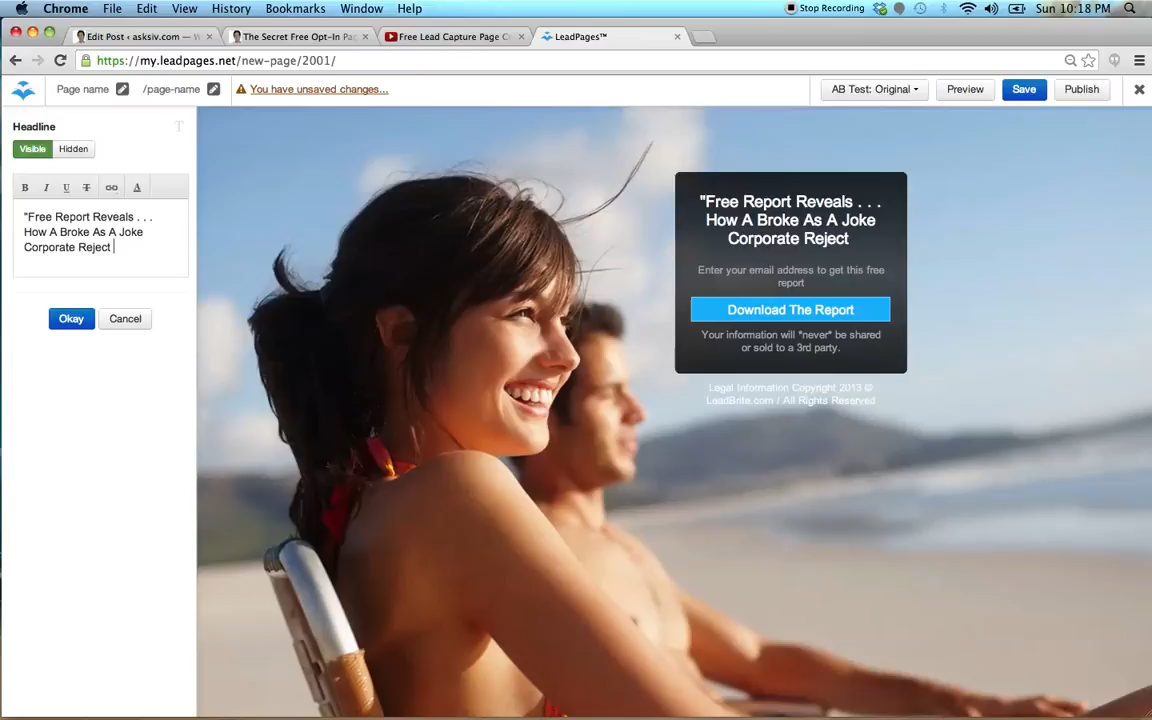 Chrome File Edit View History Bookmarks Window Help Stop Recording Sun 10:18 PM
Edit Post ‹ asksiv.com — The Secret Free Opt-In Free Lead Capture Page LeadPages™
https://my.leadpages.net/new-page/2001/
Page name /page-name You have unsaved changes... AB Test: Original Preview Save Publish
Headline
Visible Hidden
B I U T A
"Free Report Reveals . . .
How A Broke As A Joke
Corporate Reject
Okay Cancel
"Free Report Reveals . . .
How A Broke As A Joke
Corporate Reject
Enter your email address to get this free
report
Download The Report
Your information will *never* be shared
or sold to a 3rd party.
Legal Information Copyright 2013 ©
LeadBrite.com / All Rights Reserved